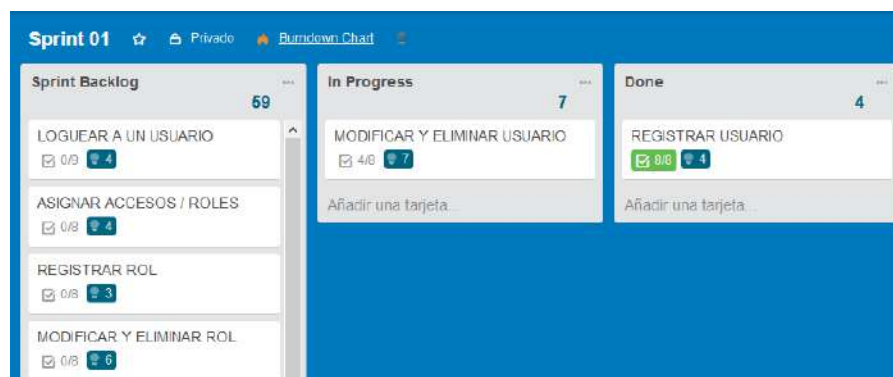 Sprint 01 Privado Burndown Chart
Sprint Backlog
59
LOGUEAR A UN USUARIO
0/9 4
ASIGNAR ACCESOS / ROLES
0/8 4
REGISTRAR ROL
0/8 3
MODIFICAR Y ELIMINAR ROL
0/8 6
In Progress
7
MODIFICAR Y ELIMINAR USUARIO
4/8 7
Añadir una tarjeta...
Done
4
REGISTRAR USUARIO
8/8 4
Añadir una tarjeta...